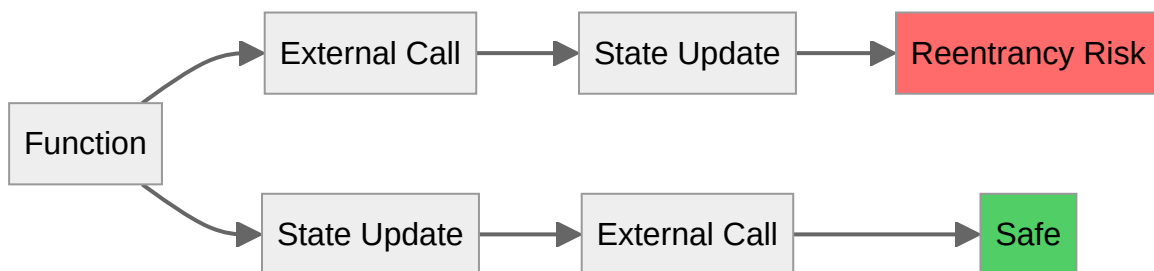 External Call
State Update
Reentrancy Risk
Function
State Update
External Call
Safe